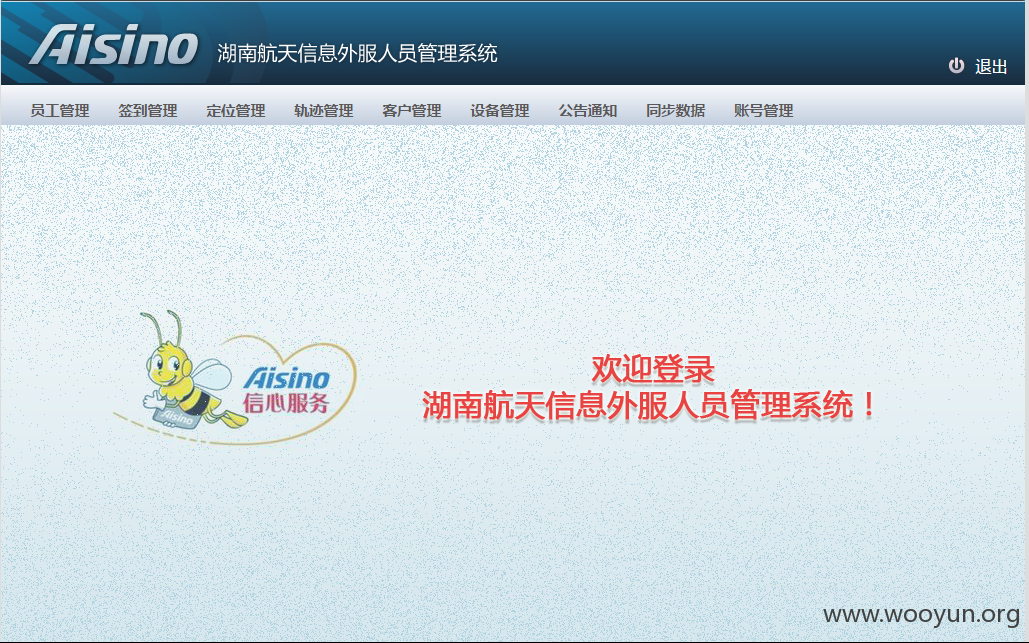 Aisino 湖南航天信息外服人员管理系统
退出
员工管理 签到管理 定位管理 轨迹管理 客户管理 设备管理 公告通知 同步数据 账号管理
Aisino
信心服务
Aisino
欢迎登录
湖南航天信息外服人员管理系统！
www.wooyun.org